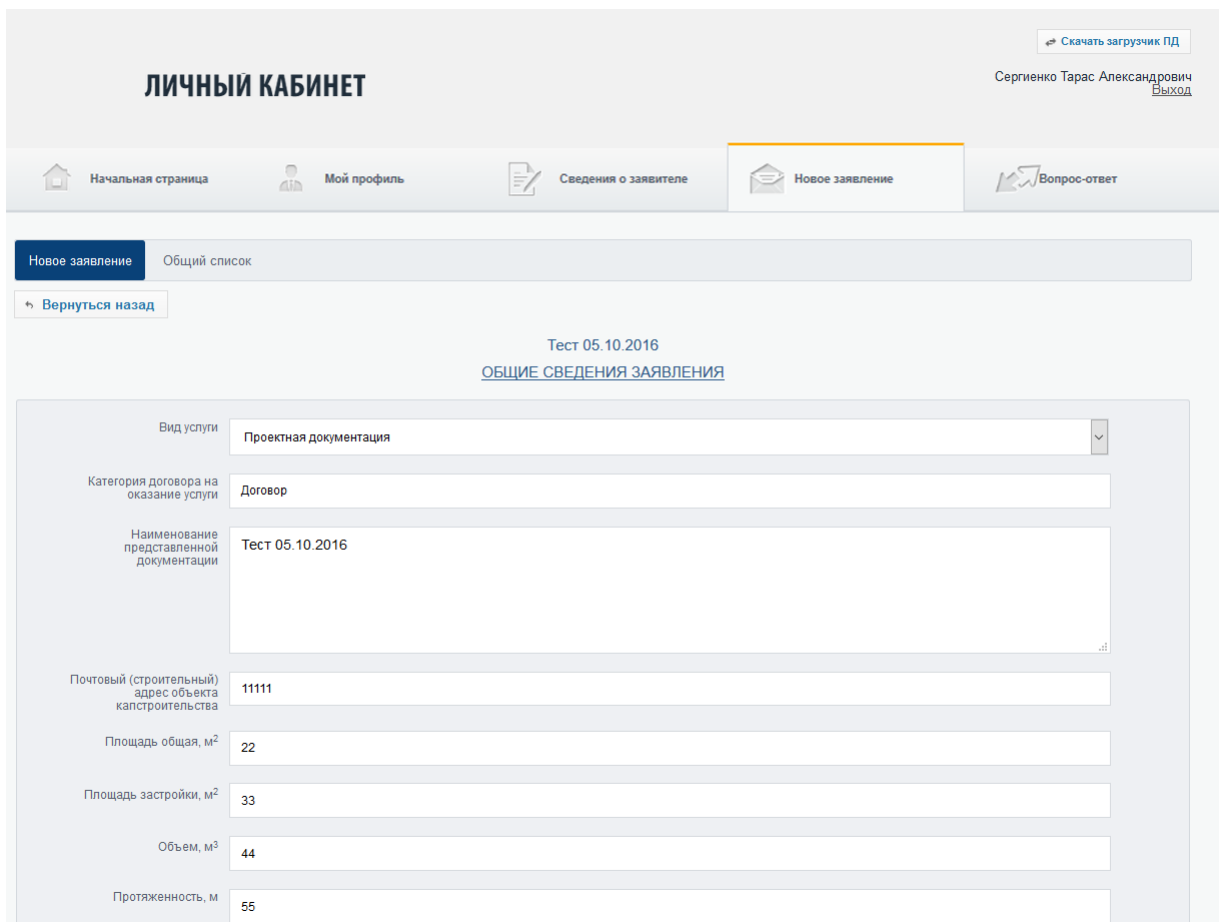 Скачать загрузчик ПД
ЛИЧНЫЙ КАБИНЕТ
Сергиенко Тарас Александрович
Выход
Начальная страница
Мой профиль
Сведения о заявителе
Новое заявление
Вопрос-ответ
Новое заявление
Общий список
Вернуться назад
Тест 05.10.2016
ОБЩИЕ СВЕДЕНИЯ ЗАЯВЛЕНИЯ
Вид услуги
Проектная документация
Категория договора на
оказание услуги
Договор
Наименование
представленной
документации
Тест 05.10.2016
Почтовый (строительный)
адрес объекта
капстроительства
11111
Площадь общая, м²
22
Площадь застройки, м²
33
Объем, м³
44
Протяженность, м
55